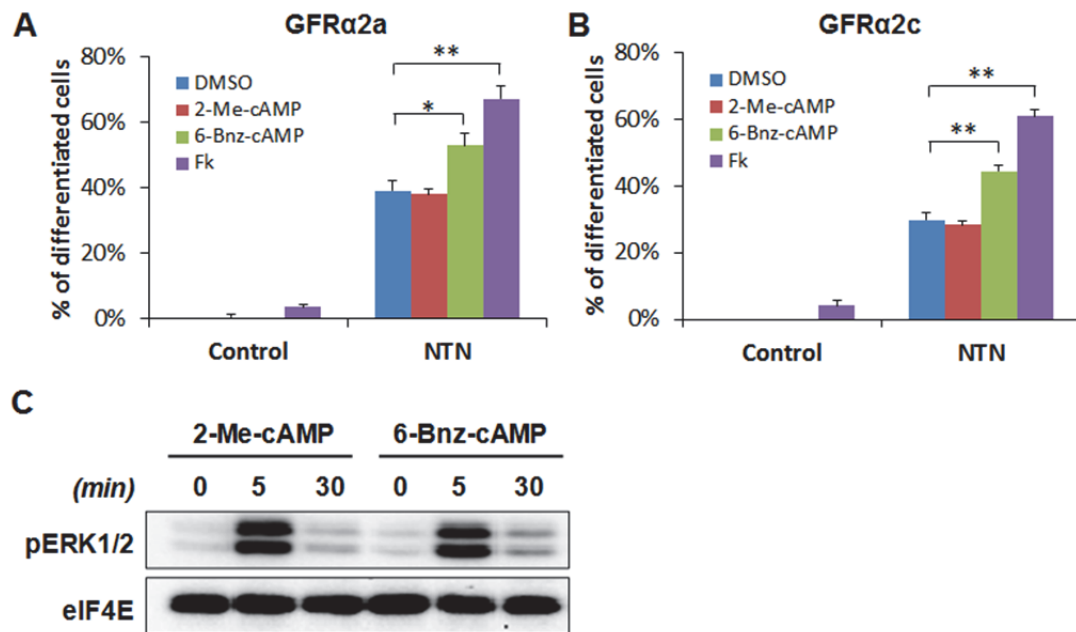 A GFRα2a
80%
60%
40%
20%
0%
% of differentiated cells
DMSO
2-Me-cAMP
6-Bnz-cAMP
Fk
**
*
Control NTN
B GFRα2c
80%
60%
40%
20%
0%
% of differentiated cells
DMSO
2-Me-cAMP
6-Bnz-cAMP
Fk
**
**
Control NTN
C
2-Me-cAMP 6-Bnz-cAMP
(min) 0 5 30 0 5 30
pERK1/2
eIF4E